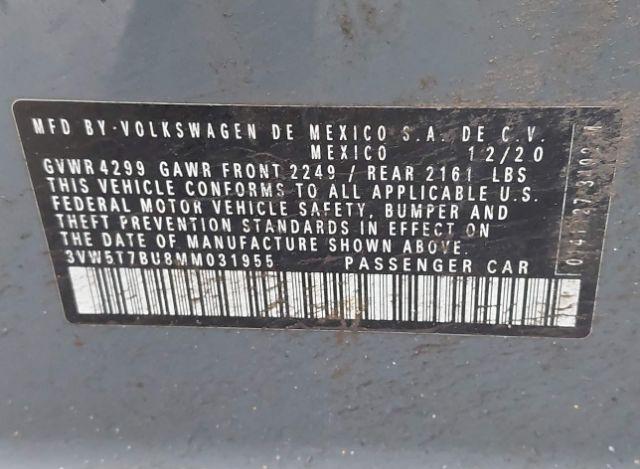 MFD BY-VOLKSWAGEN DE MEXICO S.A. DE C.V.
MEXICO 12/20
GVWR 4299 GAWR FRONT 2249 / REAR 2161 LBS
THIS VEHICLE CONFORMS TO ALL APPLICABLE U.S.
FEDERAL MOTOR VEHICLE SAFETY, BUMPER AND
THEFT PREVENTION STANDARDS IN EFFECT ON
THE DATE OF MANUFACTURE SHOWN ABOVE.
3VW5T7BU8MM031955 PASSENGER CAR